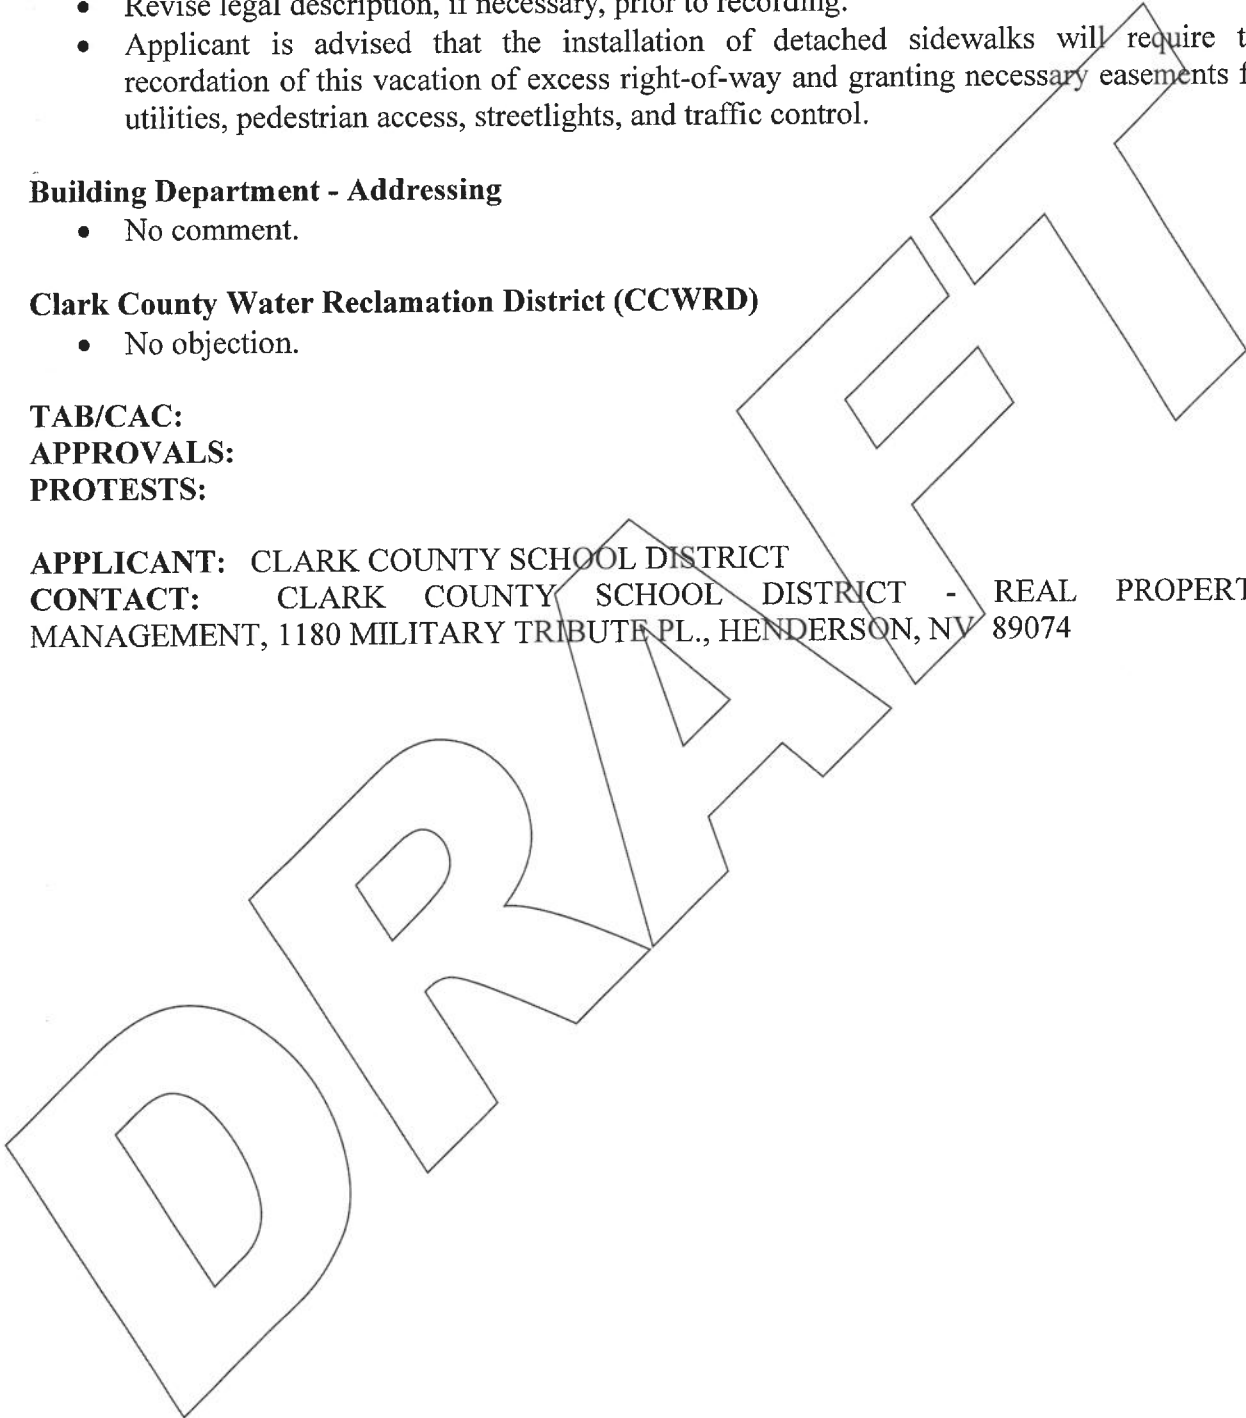 • Revise legal description, if necessary, prior to recording.
• Applicant is advised that the installation of detached sidewalks will require
recordation of this vacation of excess right-of-way and granting necessary easements
utilities, pedestrian access, streetlights, and traffic control.
Building Department - Addressing
• No comment.
Clark County Water Reclamation District (CCWRD)
• No objection.
TAB/CAC:
APPROVALS:
PROTESTS:
APPLICANT: CLARK COUNTY SCHOOL DISTRICT
CONTACT: CLARK COUNTY SCHOOL DISTRICT - REAL PROPERT
MANAGEMENT, 1180 MILITARY TRIBUTE PL., HENDERSON, NV 89074
DRAFT